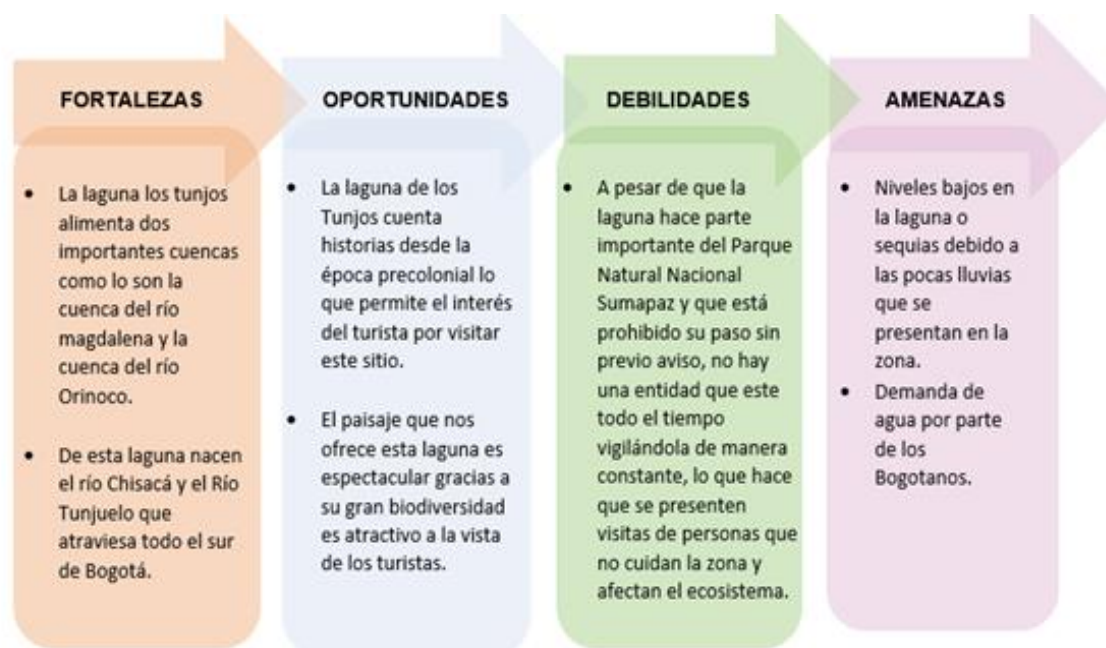 FORTALEZAS
• La laguna los tunjos
alimenta dos
importantes cuencas
como lo son la
cuenca del río
magdalena y la
cuenca del río
Orinoco.
• De esta laguna nacen
el río Chisacá y el Río
Tunjuelo que
atraviesa todo el sur
de Bogotá.
OPORTUNIDADES
• La laguna de los
Tunjos cuenta
historias desde la
época precolonial lo
que permite el interés
del turista por visitar
este sitio.
• El paisaje que nos
ofrece esta laguna es
espectacular gracias a
su gran biodiversidad
es atractivo a la vista
de los turistas.
DEBILIDADES
• A pesar de que la
laguna hace parte
importante del Parque
Natural Nacional
Sumapaz y que está
prohibido su paso sin
previo aviso, no hay
una entidad que este
todo el tiempo
vigilándola de manera
constante, lo que hace
que se presenten
visitas de personas que
no cuidan la zona y
afectan el ecosistema.
AMENAZAS
• Niveles bajos en
la laguna o
sequias debido a
las pocas lluvias
que se
presentan en la
zona.
• Demanda de
agua por parte
de los
Bogotanos.